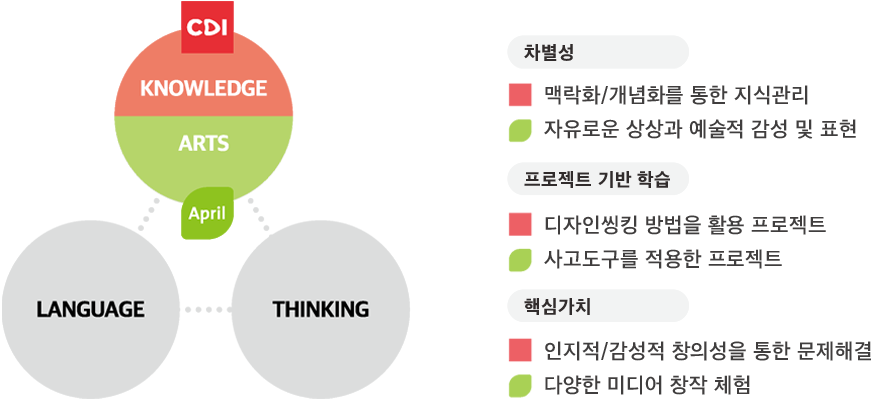 CDI
KNOWLEDGE
ARTS
April
LANGUAGE
THINKING
차별성
맥락화/개념화를 통한 지식관리
자유로운 상상과 예술적 감성 및 표현
프로젝트 기반 학습
디자인씽킹 방법을 활용 프로젝트
사고도구를 적용한 프로젝트
핵심가치
인지적/감성적 창의성을 통한 문제해결
다양한 미디어 창작 체험